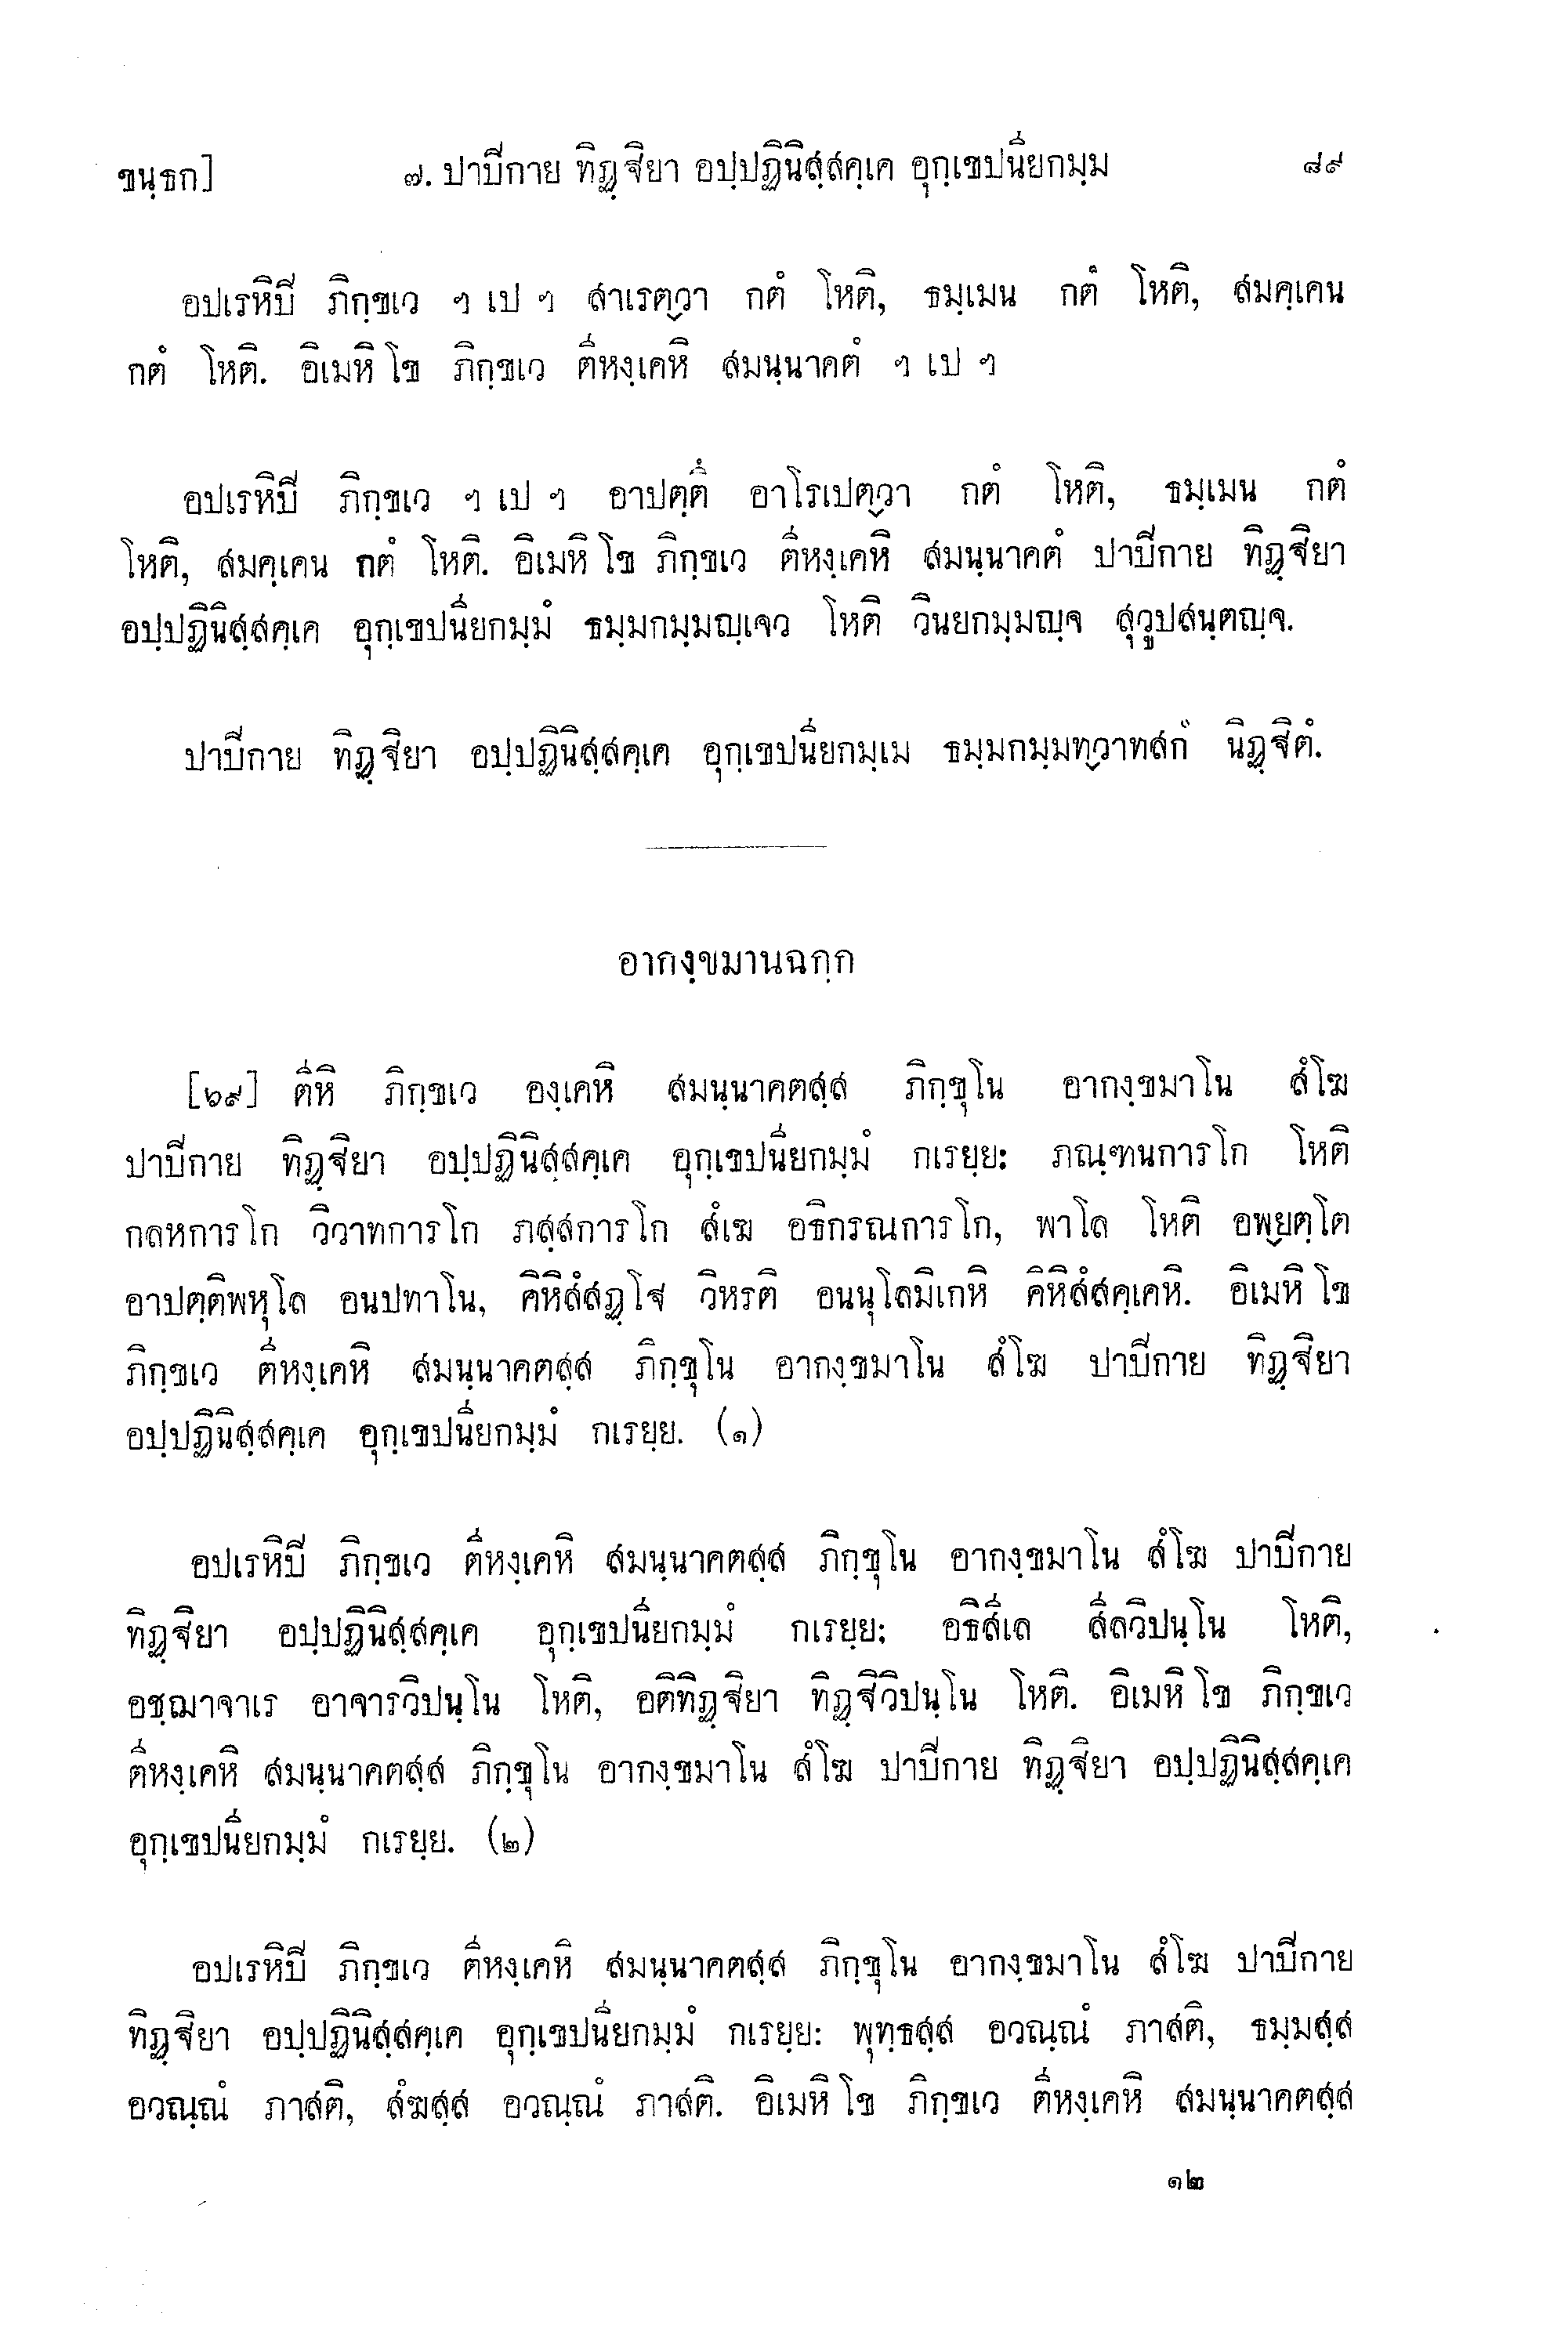 ขนฺธก] ๗. ปาปิกาย ทิฏฺฐิยา อปฺปฏินิสฺสคฺเค อุกฺเขปนียกมฺม ๘๙
อปเรหิปิ ภิกฺขเว ฯ เป ฯ สาเรตฺวา กตํ โหติ, ธมฺเมน กตํ โหติ, สมคฺเคน
กตํ โหติ. อิเมหิ โข ภิกฺขเว ตีหงฺเคหิ สมนฺนาคตํ ฯ เป ฯ
อปเรหิปิ ภิกฺขเว ฯ เป ฯ อาปตฺตึ อาโรเปตฺวา กตํ โหติ, ธมฺเมน กตํ
โหติ, สมคฺเคน กตํ โหติ. อิเมหิ โข ภิกฺขเว ตีหงฺเคหิ สมนฺนาคตํ ปาปิกาย ทิฏฺฐิยา
อปฺปฏินิสฺสคฺเค อุกฺเขปนียกมฺมํ ธมฺมกมฺมญฺเจว โหติ วินยกมฺมญฺจ สุวูปสนฺตญฺจ.
ปาปิกาย ทิฏฺฐิยา อปฺปฏินิสฺสคฺเค อุกฺเขปนียกมฺเม ธมฺมกมฺมทฺวาทสกํ นิฏฺฐิตํ.
อากงฺขมานฉกฺก
[๖๙] ตีหิ ภิกฺขเว องฺเคหิ สมนฺนาคตสฺส ภิกฺขุโน อากงฺขมาโน สํโฆ
ปาปิกาย ทิฏฺฐิยา อปฺปฏินิสฺสคฺเค อุกฺเขปนียกมฺมํ กเรยฺย: ภณฺฑนการโก โหติ
กลหการโก วิวาทการโก ภสฺสการโก สํเฆ อธิกรณการโก, พาโล โหติ อพฺยตฺโต
อาปตฺติพหุโล อนปทาโน, คิหิสํสฏฺโฐ วิหรติ อนนุโลมิเกหิ คิหิสํสคฺเคหิ. อิเมหิ โข
ภิกฺขเว ตีหงฺเคหิ สมนฺนาคตสฺส ภิกฺขุโน อากงฺขมาโน สํโฆ ปาปิกาย ทิฏฺฐิยา
อปฺปฏินิสฺสคฺเค อุกฺเขปนียกมฺมํ กเรยฺย. (๑)
อปเรหิปิ ภิกฺขเว ตีหงฺเคหิ สมนฺนาคตสฺส ภิกฺขุโน อากงฺขมาโน สํโฆ ปาปิกาย
ทิฏฺฐิยา อปฺปฏินิสฺสคฺเค อุกฺเขปนียกมฺมํ กเรยฺย: อธิสีเล สีลวิปนฺโน โหติ,
อชฺฌาจาเร อาจารวิปนฺโน โหติ, อติทิฏฺฐิยา ทิฏฺฐิวิปนฺโน โหติ. อิเมหิ โข ภิกฺขเว
ตีหงฺเคหิ สมนฺนาคตสฺส ภิกฺขุโน อากงฺขมาโน สํโฆ ปาปิกาย ทิฏฺฐิยา อปฺปฏินิสฺสคฺเค
อุกฺเขปนียกมฺมํ กเรยฺย. (๒)
อปเรหิปิ ภิกฺขเว ตีหงฺเคหิ สมนฺนาคตสฺส ภิกฺขุโน อากงฺขมาโน สํโฆ ปาปิกาย
ทิฏฺฐิยา อปฺปฏินิสฺสคฺเค อุกฺเขปนียกมฺมํ กเรยฺย: พุทฺธสฺส อวณฺณํ ภาสติ, ธมฺมสฺส
อวณฺณํ ภาสติ, สํฆสฺส อวณฺณํ ภาสติ. อิเมหิ โข ภิกฺขเว ตีหงฺเคหิ สมนฺนาคตสฺส
๑๒